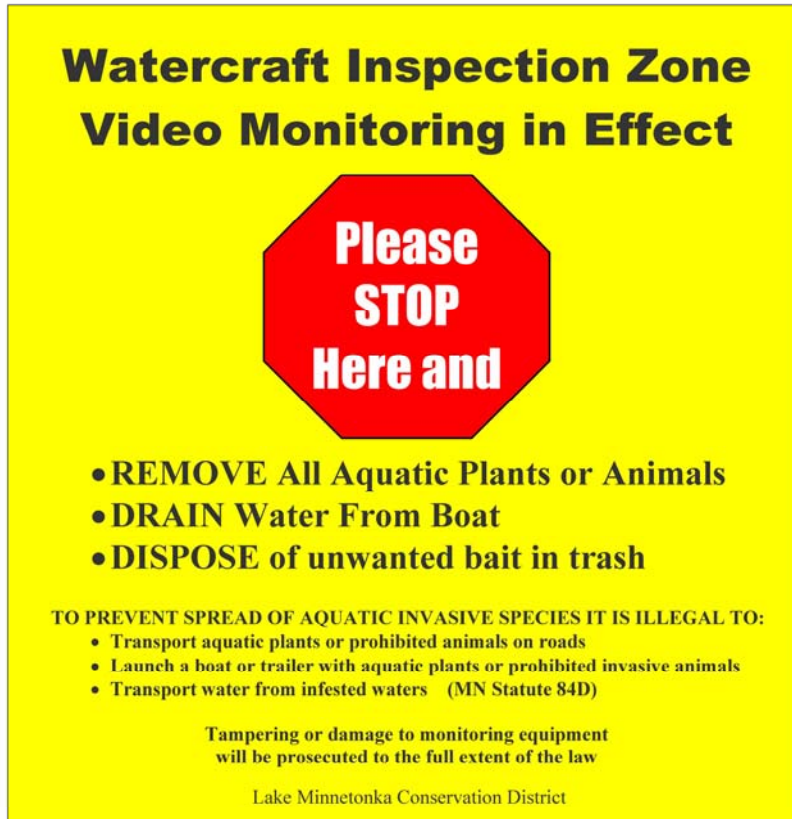 Watercraft Inspection Zone
Video Monitoring in Effect
Please
STOP
Here and
• REMOVE All Aquatic Plants or Animals
• DRAIN Water From Boat
• DISPOSE of unwanted bait in trash
TO PREVENT SPREAD OF AQUATIC INVASIVE SPECIES IT IS ILLEGAL TO:
• Transport aquatic plants or prohibited animals on roads
• Launch a boat or trailer with aquatic plants or prohibited invasive animals
• Transport water from infested waters (MN Statute 84D)
Tampering or damage to monitoring equipment
will be prosecuted to the full extent of the law
Lake Minnetonka Conservation District